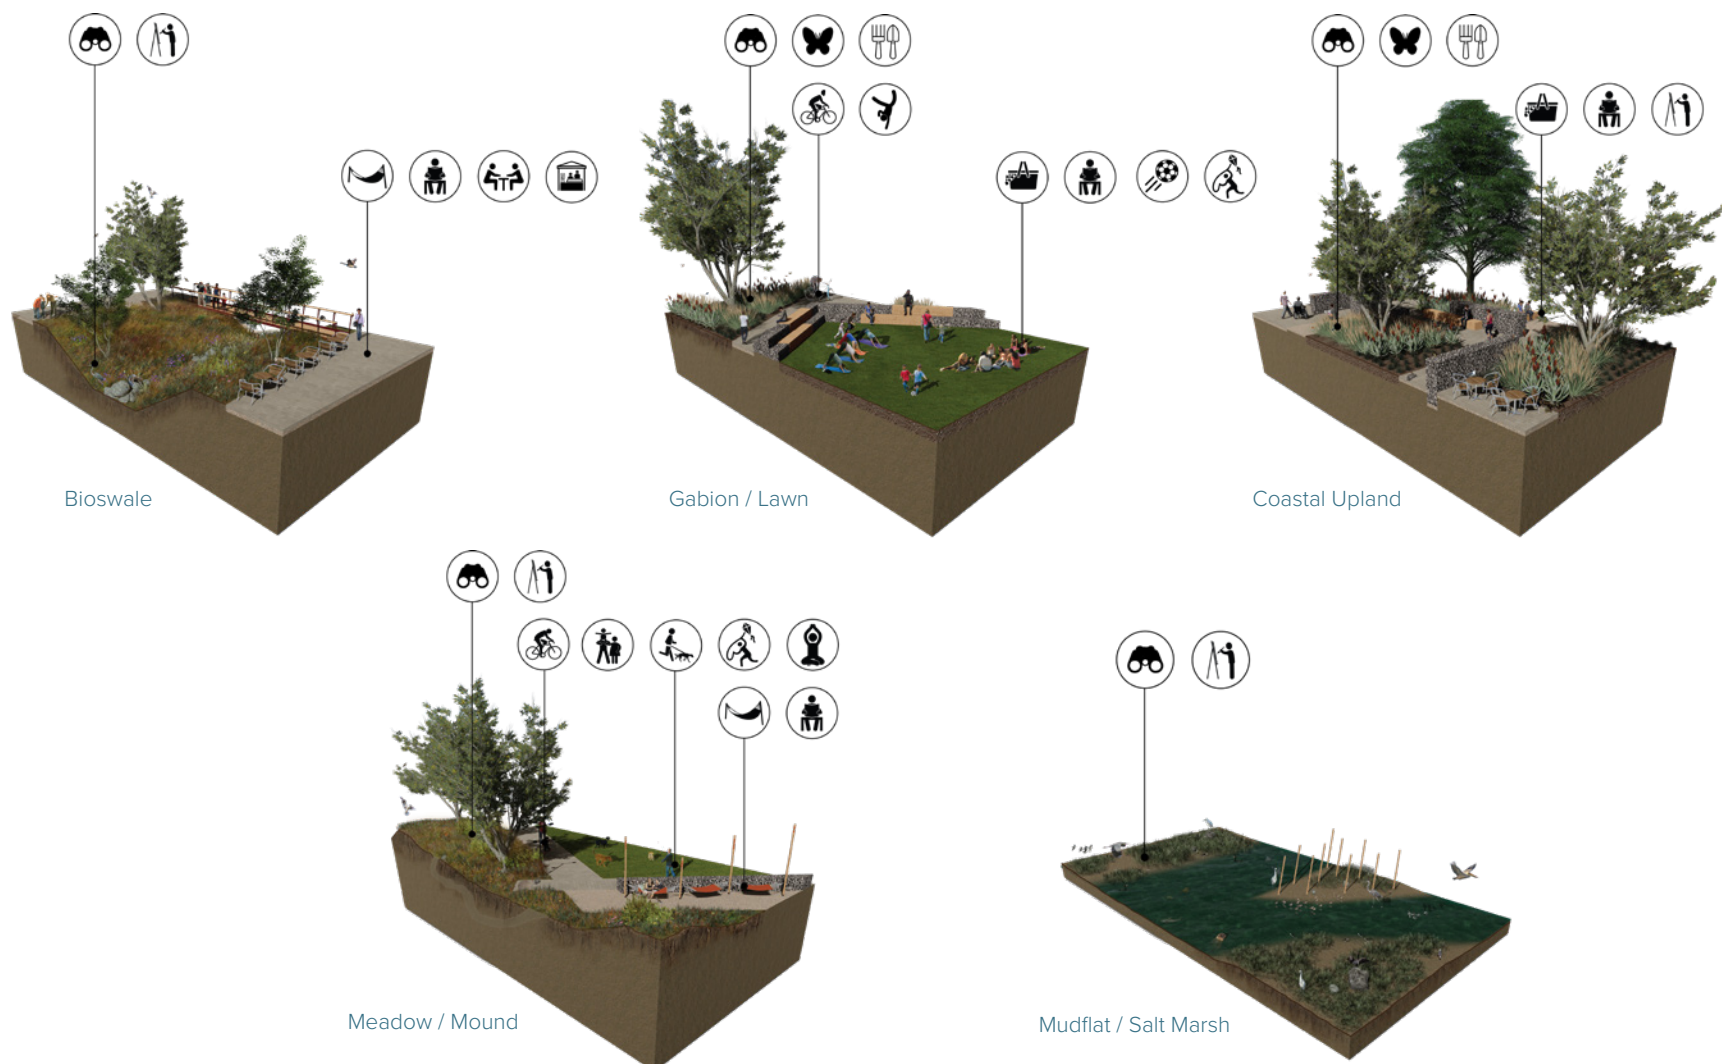 Bioswale
Gabion / Lawn
Coastal Upland
Meadow / Mound
Mudflat / Salt Marsh